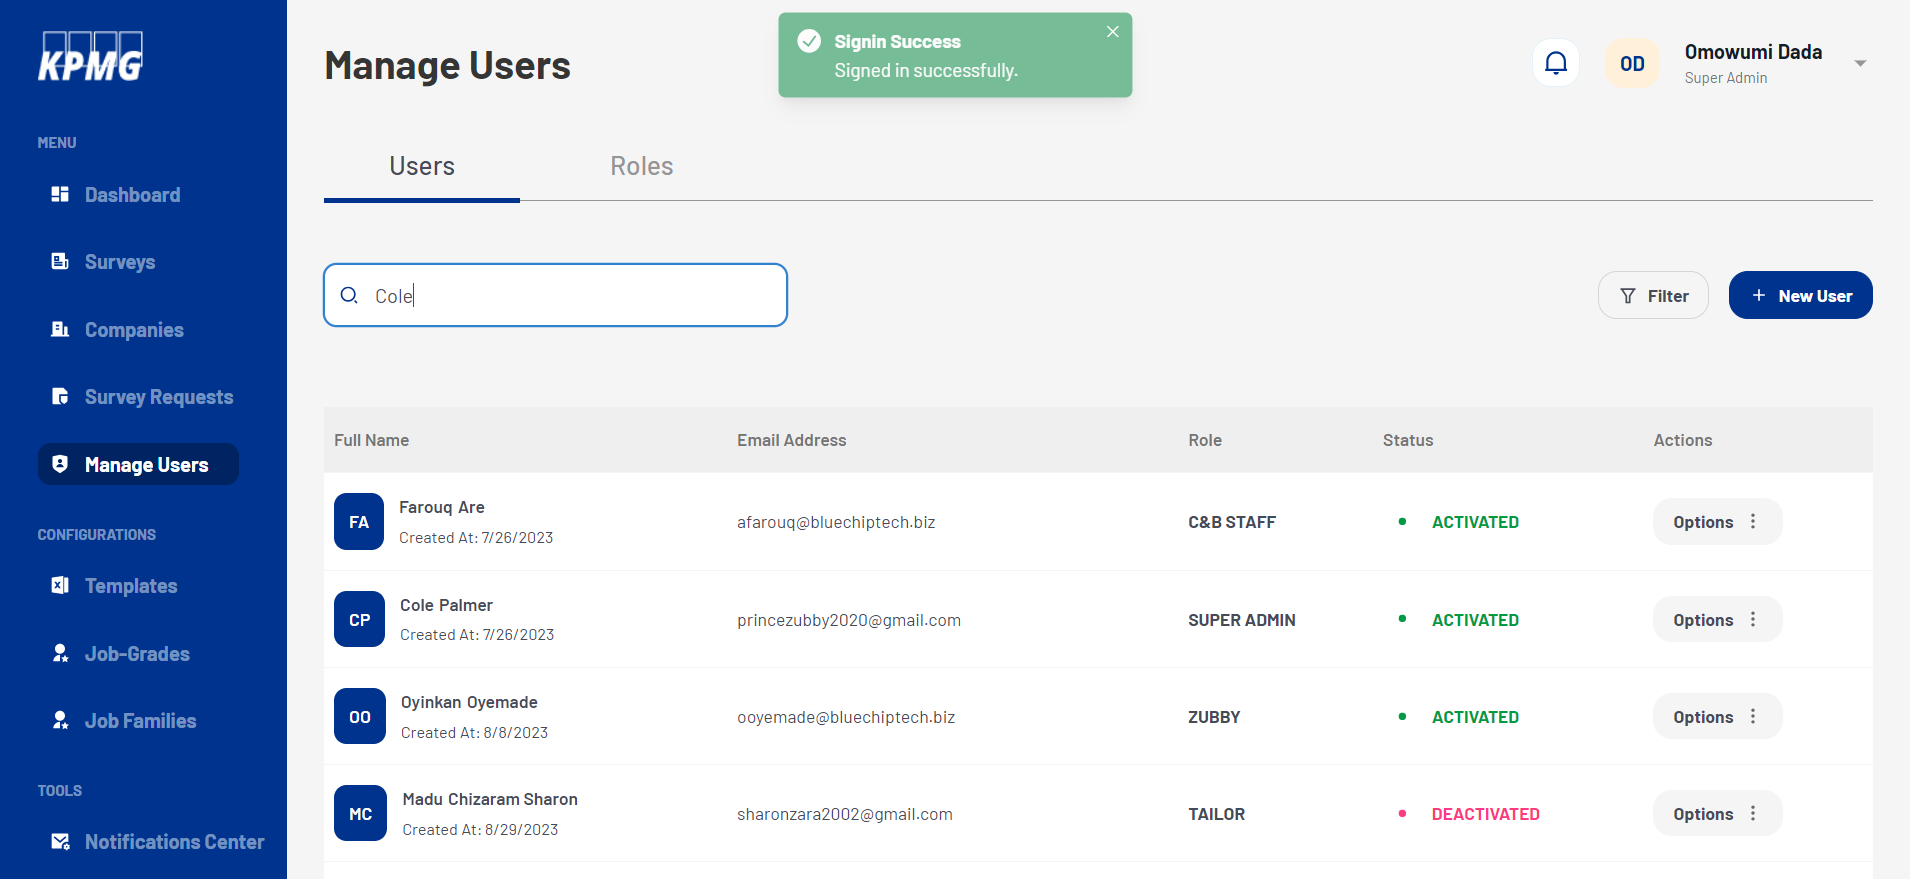 KPMG
Manage Users
Signin Success
Signed in successfully.
OD
Omowumi Dada
Super Admin
MENU
Dashboard
Surveys
Companies
Survey Requests
Manage Users
CONFIGURATIONS
Templates
Job-Grades
Job Families
TOOLS
Notifications Center
Users Roles
Cole
Filter
+ New User
Full Name Email Address Role Status Actions
FA Farouq Are afarouq@bluechiptech.biz C&B STAFF ACTIVATED Options
Created At: 7/26/2023
CP Cole Palmer princezubby2020@gmail.com SUPER ADMIN ACTIVATED Options
Created At: 7/26/2023
OO Oyinkan Oyemade ooyemade@bluechiptech.biz ZUBBY ACTIVATED Options
Created At: 8/8/2023
MC Madu Chizaram Sharon sharonzara2002@gmail.com TAILOR DEACTIVATED Options
Created At: 8/29/2023